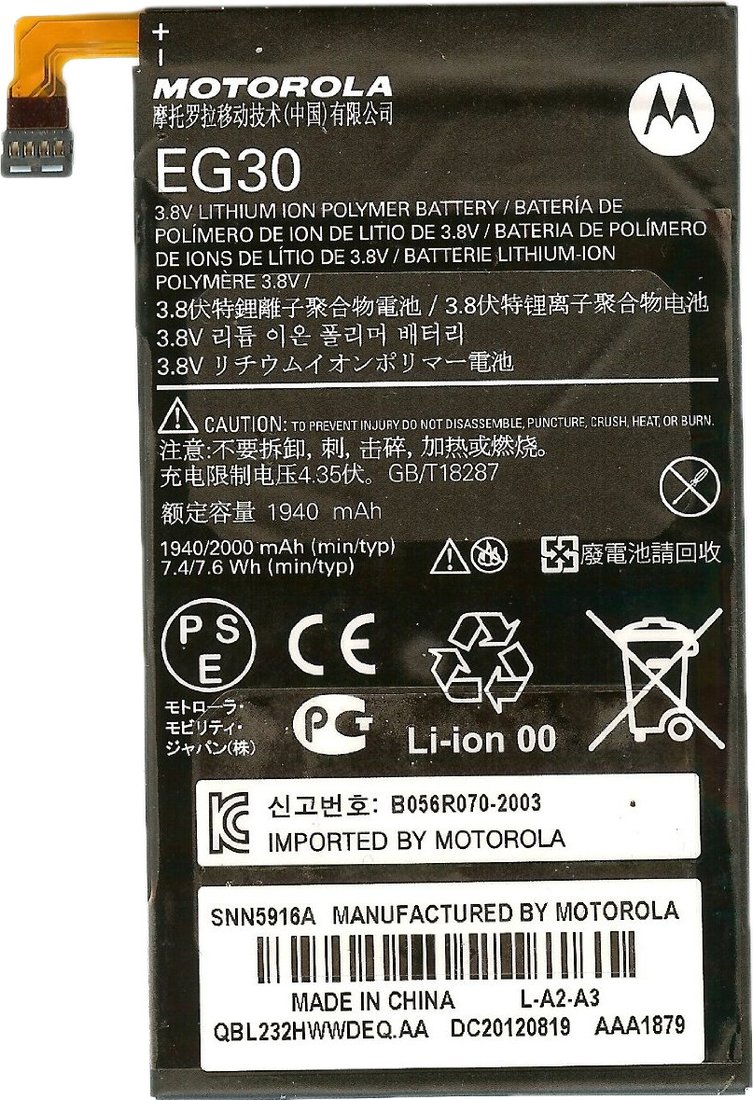 +
−
MOTOROLA
摩托罗拉移动技术(中国)有限公司
EG30
3.8V LITHIUM ION POLYMER BATTERY / BATERÍA DE
POLÍMERO DE ION DE LITIO DE 3.8V / BATERIA DE POLÍMERO
DE IONS DE LÍTIO DE 3.8V / BATTERIE LITHIUM-ION
POLYMÈRE 3.8V /
3.8伏特鋰離子聚合物電池 / 3.8伏特锂离子聚合物电池
3.8V 리튬 이온 폴리머 배터리
3.8V リチウムイオンポリマー電池
CAUTION: TO PREVENT INJURY DO NOT DISASSEMBLE, PUNCTURE, CRUSH, HEAT, OR BURN.
注意:不要拆卸, 刺, 击碎, 加热或燃烧。
充电限制电压4.35伏。GB/T18287
额定容量 1940 mAh
1940/2000 mAh (min/typ)
7.4/7.6 Wh (min/typ)
廢電池請回收
PSE
CE
モトローラ・
モビリティ・
ジャパン(株)
PCT
Li-ion 00
신고번호: B056R070-2003
IMPORTED BY MOTOROLA
SNN5916A MANUFACTURED BY MOTOROLA
MADE IN CHINA L-A2-A3
QBL232HWWDEQ.AA DC20120819 AAA1879